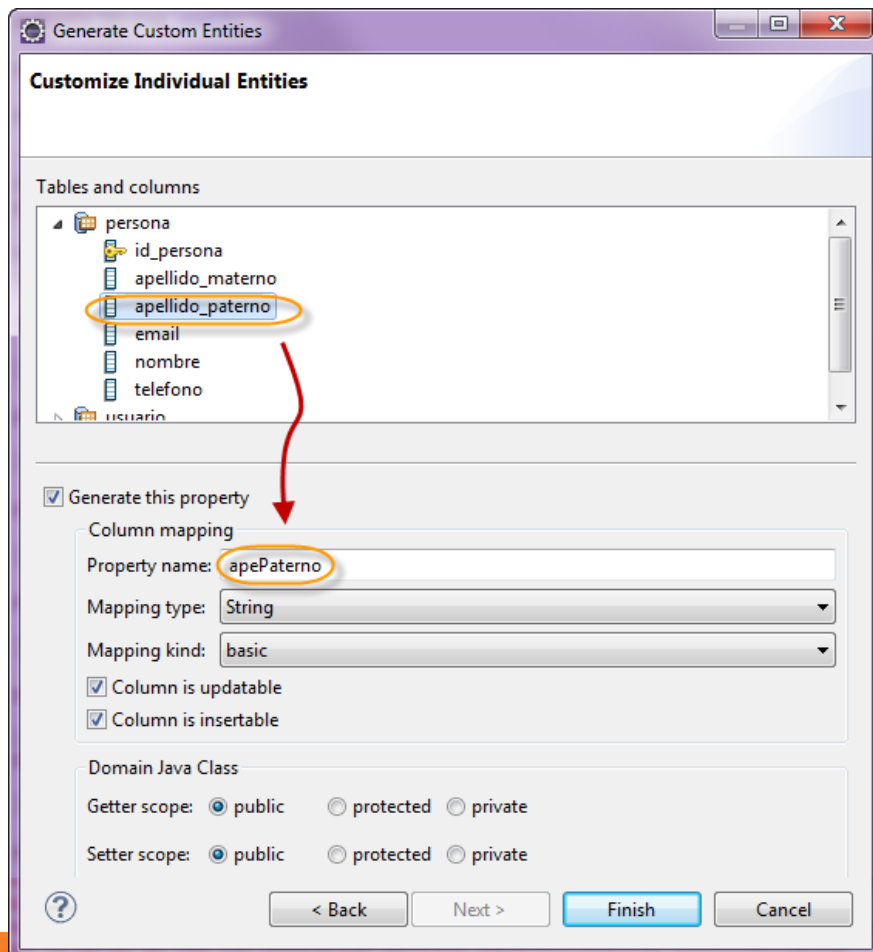 Generate Custom Entities
Customize Individual Entities
Tables and columns
persona
id_persona
apellido_materno
apellido_paterno
email
nombre
telefono
usuario
Generate this property
Column mapping
Property name: apePaterno
Mapping type: String
Mapping kind: basic
Column is updatable
Column is insertable
Domain Java Class
Getter scope: public protected private
Setter scope: public protected private
? < Back Next > Finish Cancel